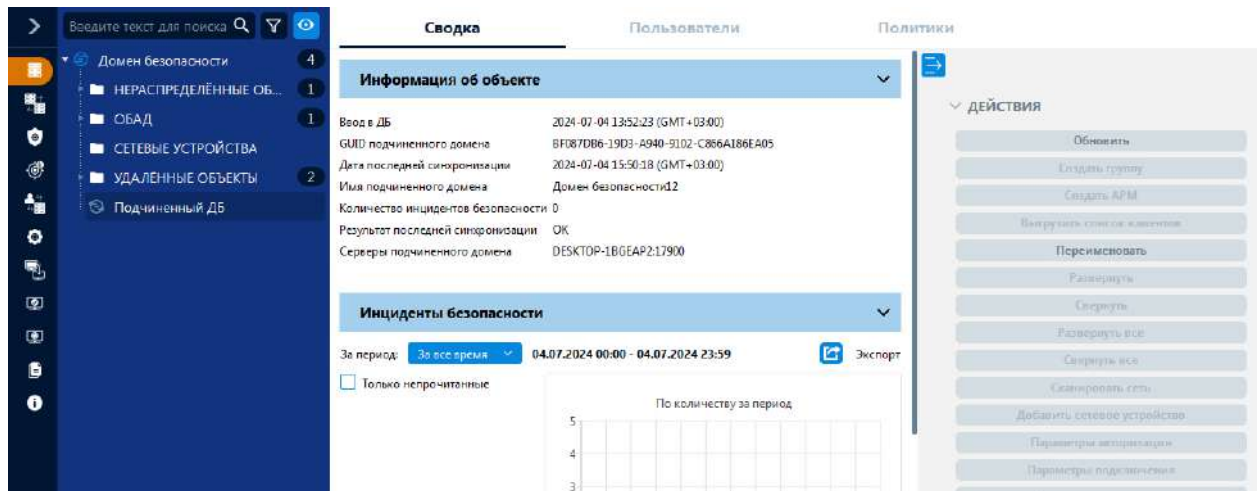 Введите текст для поиска
Домен безопасности 4
НЕРАСПРЕДЕЛЁННЫЕ ОБ... 1
ОБАД 1
СЕТЕВЫЕ УСТРОЙСТВА
УДАЛЁННЫЕ ОБЪЕКТЫ 2
Подчиненный ДБ
Сводка Пользователи Политики
Информация об объекте
Ввод в ДБ 2024-07-04 13:52:23 (GMT+03:00)
GUID подчиненного домена BF087DB6-19D3-A940-9102-C866A186EA05
Дата последней синхронизации 2024-07-04 15:50:18 (GMT+03:00)
Имя подчиненного домена Домен безопасности12
Количество инцидентов безопасности 0
Результат последней синхронизации OK
Серверы подчиненного домена DESKTOP-1BGEAP2:17900
Инциденты безопасности
За период: За все время 04.07.2024 00:00 - 04.07.2024 23:59 Экспорт
Только непрочитанные
По количеству за период
5
4
3
ДЕЙСТВИЯ
Обновить
Создать группу
Создать АРМ
Выгрузить список клиентов
Переименовать
Развернуть
Свернуть
Развернуть все
Свернуть все
Сканировать сеть
Добавить сетевое устройство
Параметры авторизации
Параметры подключения